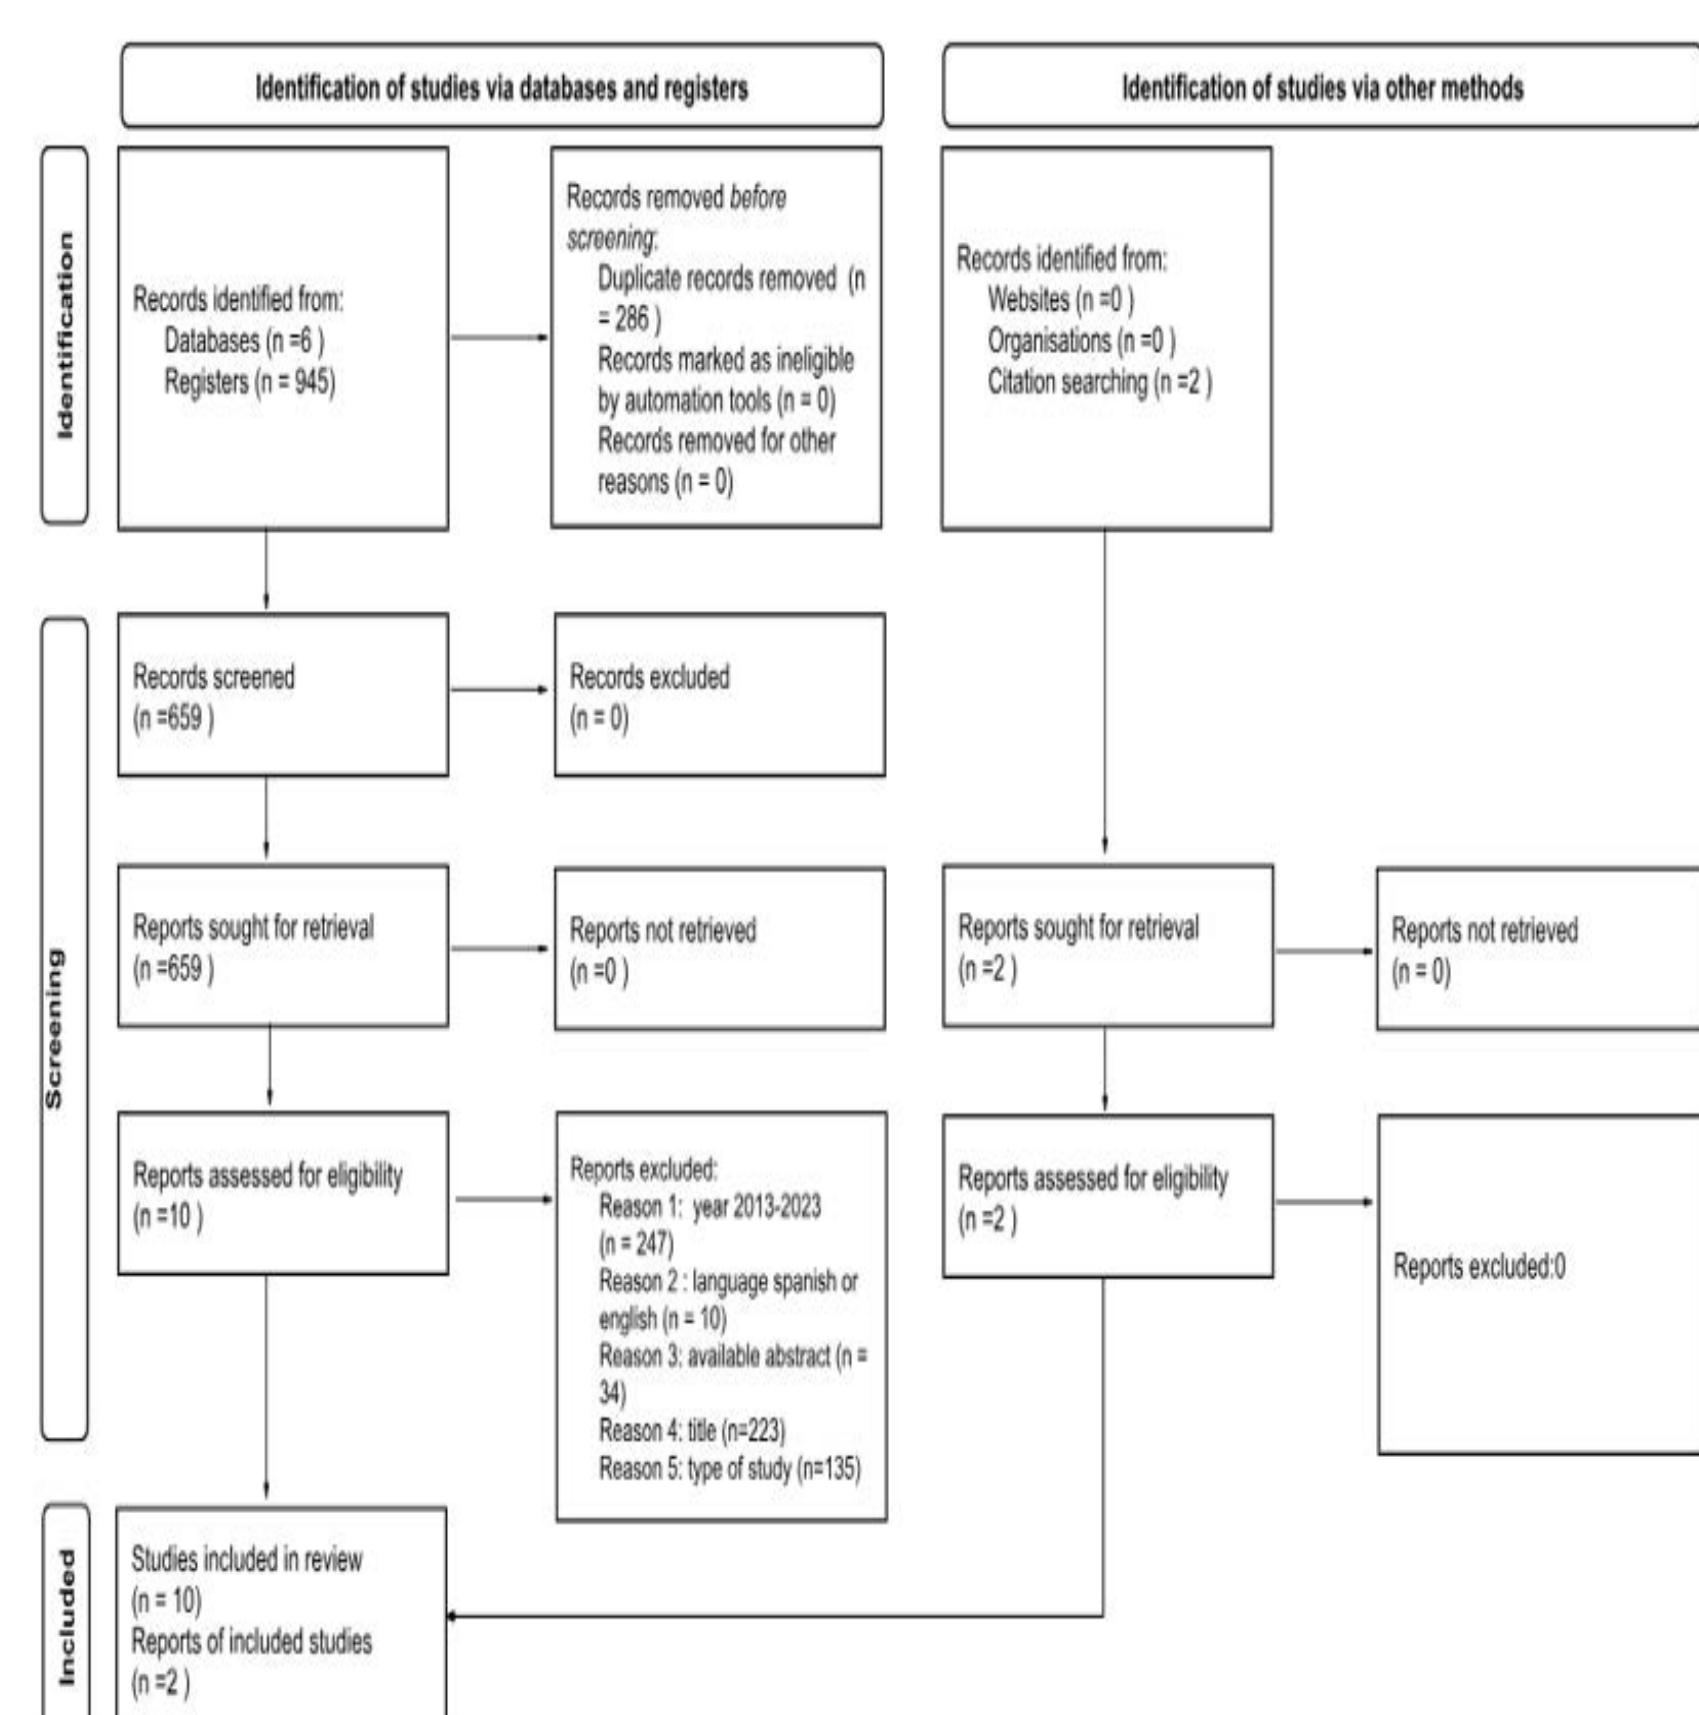 Identification of studies via databases and registers
Identification of studies via other methods
Identification
Records identified from:
Databases (n =6 )
Registers (n = 945)
Records removed before
screening:
Duplicate records removed (n
= 286 )
Records marked as ineligible
by automation tools (n = 0)
Records removed for other
reasons (n = 0)
Records identified from:
Websites (n =0 )
Organisations (n =0 )
Citation searching (n =2 )
Screening
Records screened
(n =659 )
Records excluded
(n = 0)
Reports sought for retrieval
(n =659 )
Reports not retrieved
(n =0 )
Reports sought for retrieval
(n =2 )
Reports not retrieved
(n = 0)
Reports assessed for eligibility
(n =10 )
Reports excluded:
Reason 1: year 2013-2023
(n = 247)
Reason 2 : language spanish or
english (n = 10)
Reason 3: available abstract (n =
34)
Reason 4: title (n=223)
Reason 5: type of study (n=135)
Reports assessed for eligibility
(n =2 )
Reports excluded:0
Included
Studies included in review
(n = 10)
Reports of included studies
(n =2 )